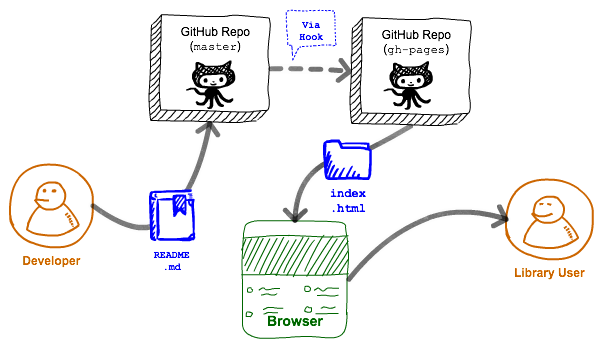 GitHub Repo
(master)
Via
Hook
GitHub Repo
(gh-pages)
index
.html
README
.md
Developer
Browser
Library User